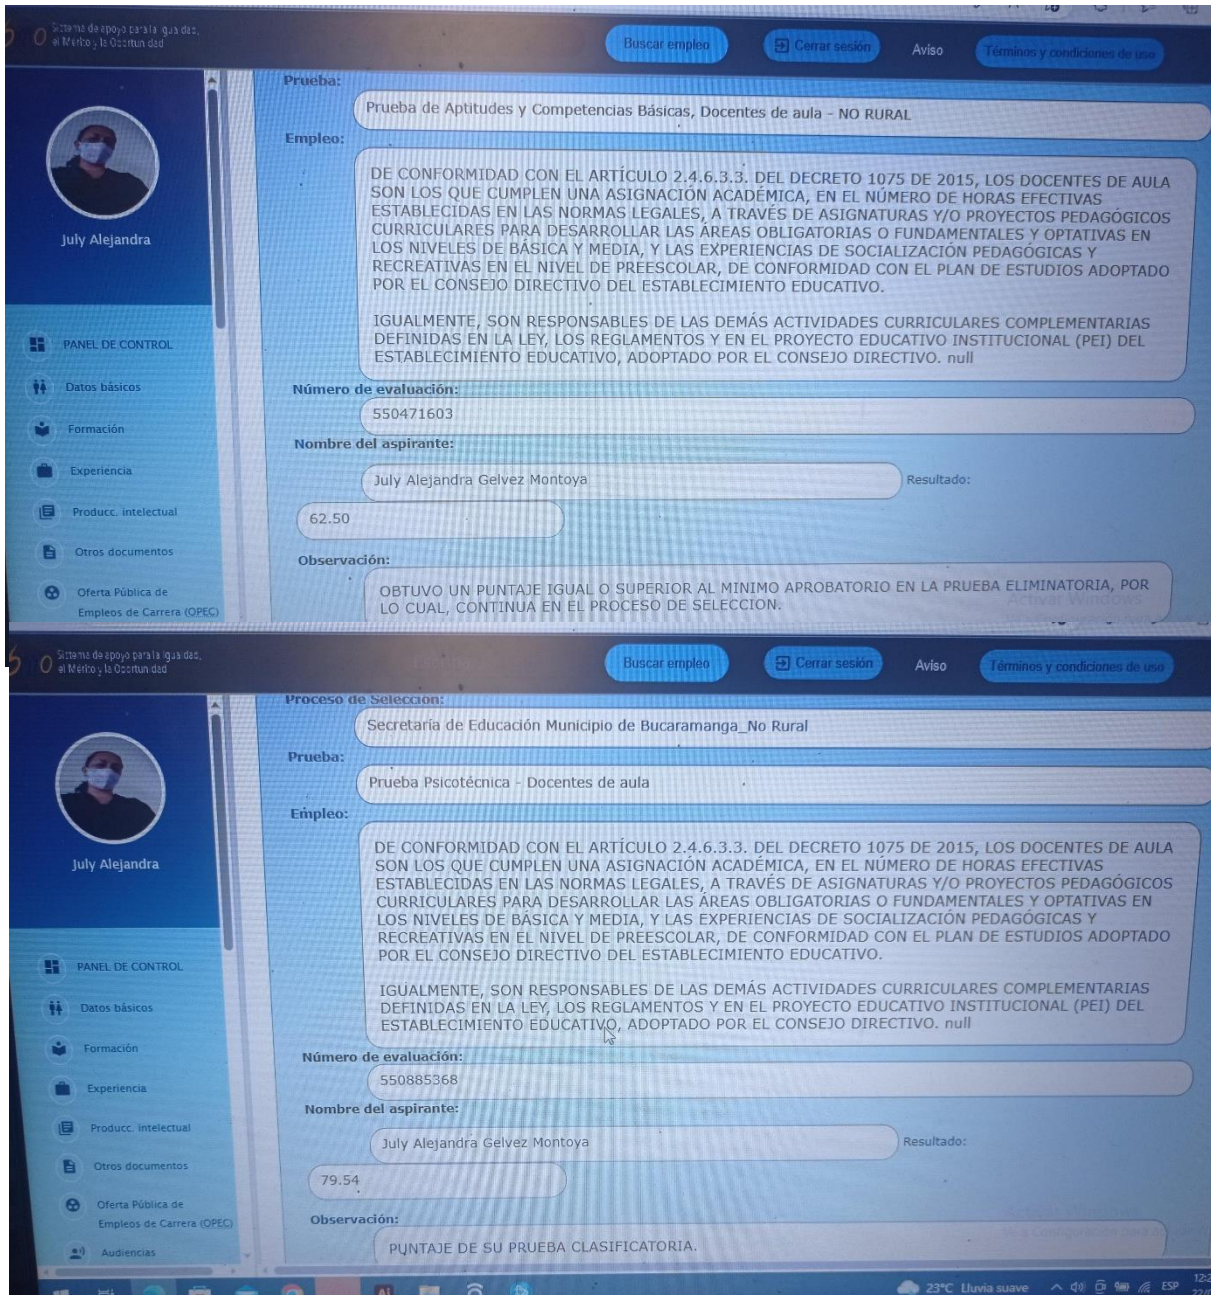 Sistema de apoyo para la igualdad,
el Mérito y la Oportunidad
Buscar empleo
Cerrar sesión
Aviso
Términos y condiciones de uso
July Alejandra
PANEL DE CONTROL
Datos básicos
Formación
Experiencia
Producc. intelectual
Otros documentos
Oferta Pública de
Empleos de Carrera (OPEC)
Prueba:
Prueba de Aptitudes y Competencias Básicas, Docentes de aula - NO RURAL
Empleo:
DE CONFORMIDAD CON EL ARTÍCULO 2.4.6.3.3. DEL DECRETO 1075 DE 2015, LOS DOCENTES DE AULA
SON LOS QUE CUMPLEN UNA ASIGNACIÓN ACADÉMICA, EN EL NÚMERO DE HORAS EFECTIVAS
ESTABLECIDAS EN LAS NORMAS LEGALES, A TRAVÉS DE ASIGNATURAS Y/O PROYECTOS PEDAGÓGICOS
CURRICULARES PARA DESARROLLAR LAS ÁREAS OBLIGATORIAS O FUNDAMENTALES Y OPTATIVAS EN
LOS NIVELES DE BÁSICA Y MEDIA, Y LAS EXPERIENCIAS DE SOCIALIZACIÓN PEDAGÓGICAS Y
RECREATIVAS EN EL NIVEL DE PREESCOLAR, DE CONFORMIDAD CON EL PLAN DE ESTUDIOS ADOPTADO
POR EL CONSEJO DIRECTIVO DEL ESTABLECIMIENTO EDUCATIVO.
IGUALMENTE, SON RESPONSABLES DE LAS DEMÁS ACTIVIDADES CURRICULARES COMPLEMENTARIAS
DEFINIDAS EN LA LEY, LOS REGLAMENTOS Y EN EL PROYECTO EDUCATIVO INSTITUCIONAL (PEI) DEL
ESTABLECIMIENTO EDUCATIVO, ADOPTADO POR EL CONSEJO DIRECTIVO. null
Número de evaluación:
550471603
Nombre del aspirante:
July Alejandra Gelvez Montoya
Resultado:
62.50
Observación:
OBTUVO UN PUNTAJE IGUAL O SUPERIOR AL MINIMO APROBATORIO EN LA PRUEBA ELIMINATORIA, POR
LO CUAL, CONTINUA EN EL PROCESO DE SELECCION.
Activar Windows
Sistema de apoyo para la igualdad,
el Mérito y la Oportunidad
Buscar empleo
Cerrar sesión
Aviso
Términos y condiciones de uso
July Alejandra
PANEL DE CONTROL
Datos básicos
Formación
Experiencia
Producc. intelectual
Otros documentos
Oferta Pública de
Empleos de Carrera (OPEC)
Audiencias
Proceso de Selección:
Secretaría de Educación Municipio de Bucaramanga_No Rural
Prueba:
Prueba Psicotécnica - Docentes de aula
Empleo:
DE CONFORMIDAD CON EL ARTÍCULO 2.4.6.3.3. DEL DECRETO 1075 DE 2015, LOS DOCENTES DE AULA
SON LOS QUE CUMPLEN UNA ASIGNACIÓN ACADÉMICA, EN EL NÚMERO DE HORAS EFECTIVAS
ESTABLECIDAS EN LAS NORMAS LEGALES, A TRAVÉS DE ASIGNATURAS Y/O PROYECTOS PEDAGÓGICOS
CURRICULARES PARA DESARROLLAR LAS ÁREAS OBLIGATORIAS O FUNDAMENTALES Y OPTATIVAS EN
LOS NIVELES DE BÁSICA Y MEDIA, Y LAS EXPERIENCIAS DE SOCIALIZACIÓN PEDAGÓGICAS Y
RECREATIVAS EN EL NIVEL DE PREESCOLAR, DE CONFORMIDAD CON EL PLAN DE ESTUDIOS ADOPTADO
POR EL CONSEJO DIRECTIVO DEL ESTABLECIMIENTO EDUCATIVO.
IGUALMENTE, SON RESPONSABLES DE LAS DEMÁS ACTIVIDADES CURRICULARES COMPLEMENTARIAS
DEFINIDAS EN LA LEY, LOS REGLAMENTOS Y EN EL PROYECTO EDUCATIVO INSTITUCIONAL (PEI) DEL
ESTABLECIMIENTO EDUCATIVO, ADOPTADO POR EL CONSEJO DIRECTIVO. null
Número de evaluación:
550885368
Nombre del aspirante:
July Alejandra Gelvez Montoya
Resultado:
79.54
Observación:
PUNTAJE DE SU PRUEBA CLASIFICATORIA.
23°C Lluvia suave
ESP